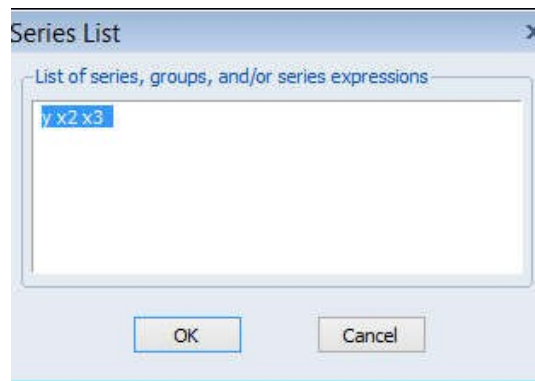 Series List
List of series, groups, and/or series expressions
y x2 x3
OK
Cancel